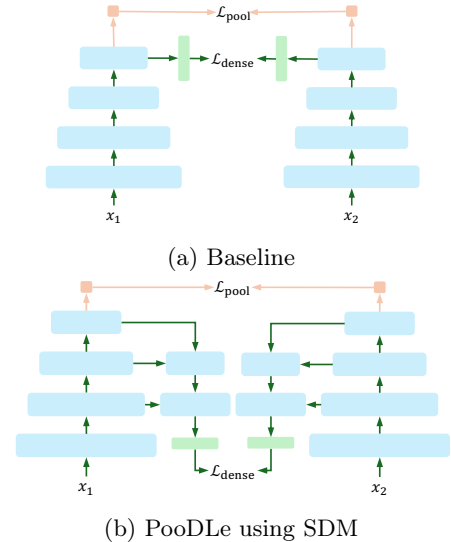 ℒpool
ℒdense
x1 x2
(a) Baseline
ℒpool
ℒdense
x1 x2
(b) PooDLe using SDM